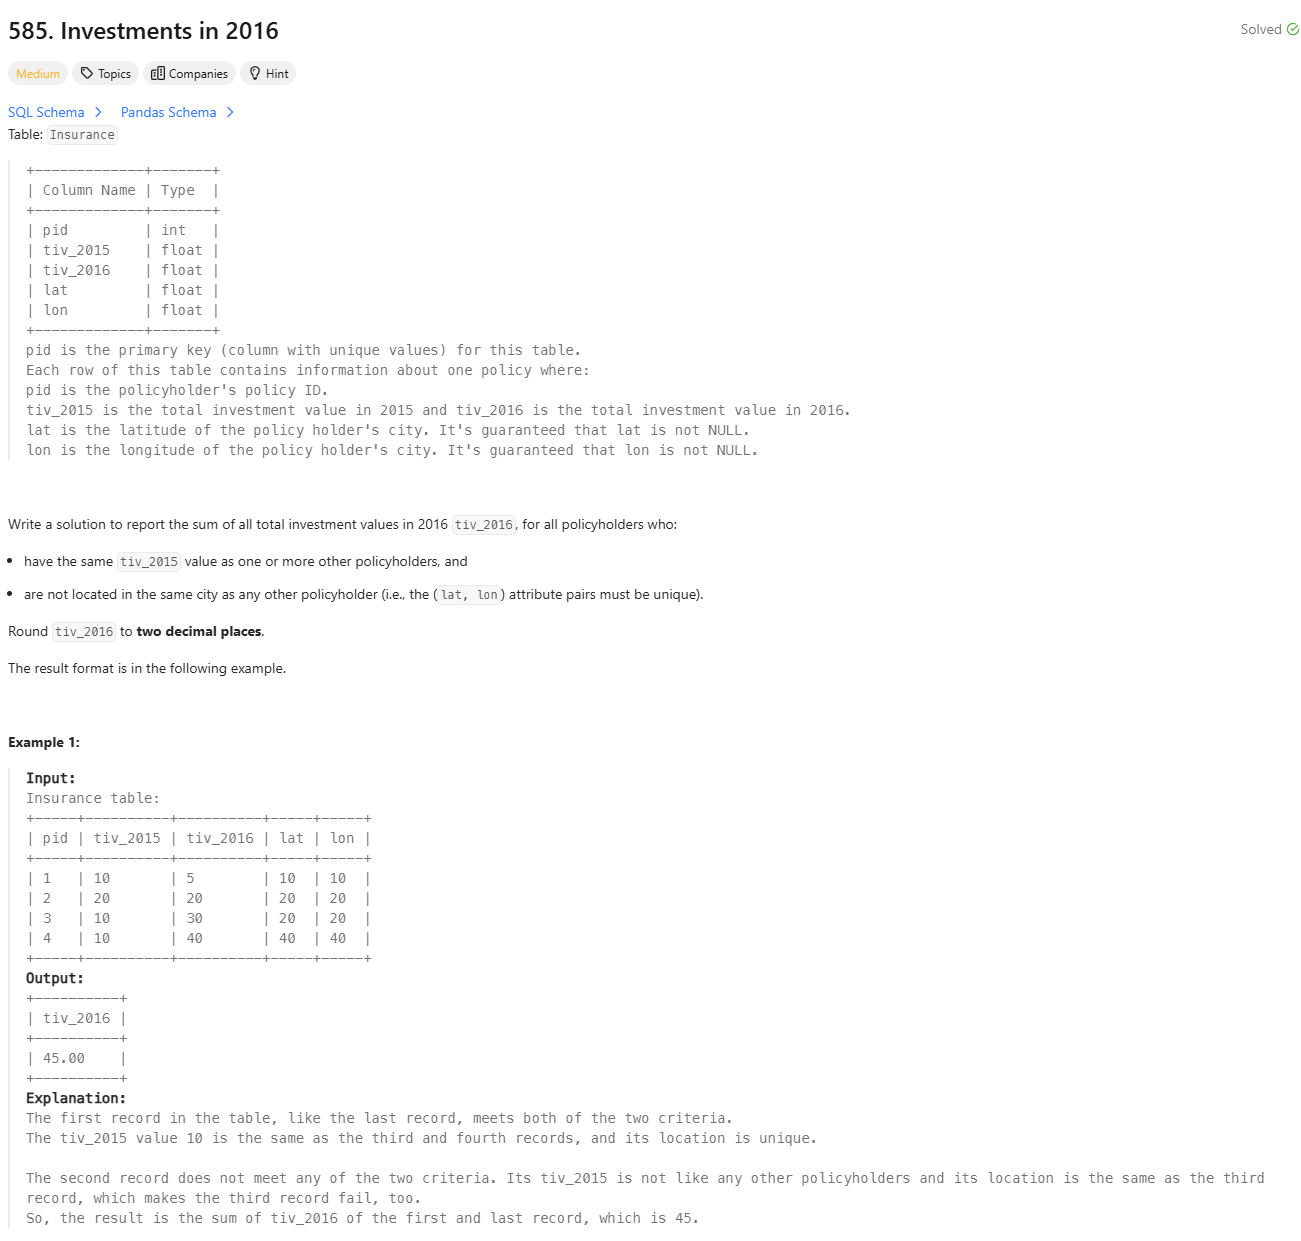 585. Investments in 2016
Solved
Medium Topics Companies Hint
SQL Schema > Pandas Schema >
Table: Insurance
+-------------+-------+
| Column Name | Type  |
+-------------+-------+
| pid         | int   |
| tiv_2015    | float |
| tiv_2016    | float |
| lat         | float |
| lon         | float |
+-------------+-------+
pid is the primary key (column with unique values) for this table.
Each row of this table contains information about one policy where:
pid is the policyholder's policy ID.
tiv_2015 is the total investment value in 2015 and tiv_2016 is the total investment value in 2016.
lat is the latitude of the policy holder's city. It's guaranteed that lat is not NULL.
lon is the longitude of the policy holder's city. It's guaranteed that lon is not NULL.
Write a solution to report the sum of all total investment values in 2016 tiv_2016, for all policyholders who:
• have the same tiv_2015 value as one or more other policyholders, and
• are not located in the same city as any other policyholder (i.e., the (lat, lon) attribute pairs must be unique).
Round tiv_2016 to two decimal places.
The result format is in the following example.
Example 1:
Input:
Insurance table:
+-----+----------+----------+-----+-----+
| pid | tiv_2015 | tiv_2016 | lat | lon |
+-----+----------+----------+-----+-----+
| 1   | 10       | 5        | 10  | 10  |
| 2   | 20       | 20       | 20  | 20  |
| 3   | 10       | 30       | 20  | 20  |
| 4   | 10       | 40       | 40  | 40  |
+-----+----------+----------+-----+-----+
Output:
+----------+
| tiv_2016 |
+----------+
| 45.00    |
+----------+
Explanation:
The first record in the table, like the last record, meets both of the two criteria.
The tiv_2015 value 10 is the same as the third and fourth records, and its location is unique.
The second record does not meet any of the two criteria. Its tiv_2015 is not like any other policyholders and its location is the same as the third
record, which makes the third record fail, too.
So, the result is the sum of tiv_2016 of the first and last record, which is 45.